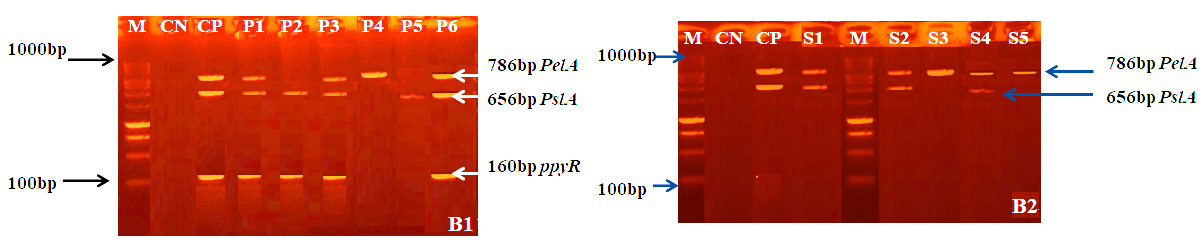 M CN CP P1 P2 P3 P4 P5 P6
1000bp
786bp PelA
656bp PslA
160bp ppyR
100bp
B1
M CN CP S1 M S2 S3 S4 S5
1000bp
786bp PelA
656bp PslA
100bp
B2